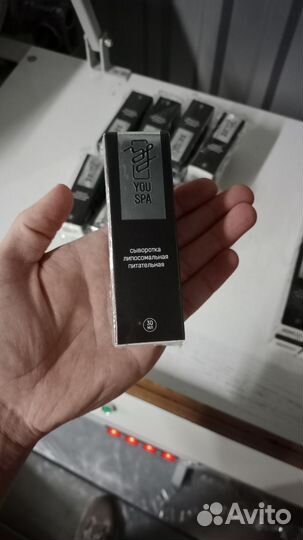 YOU
SPA
сыворотка
липосомальная
питательная
30
мл
Avito